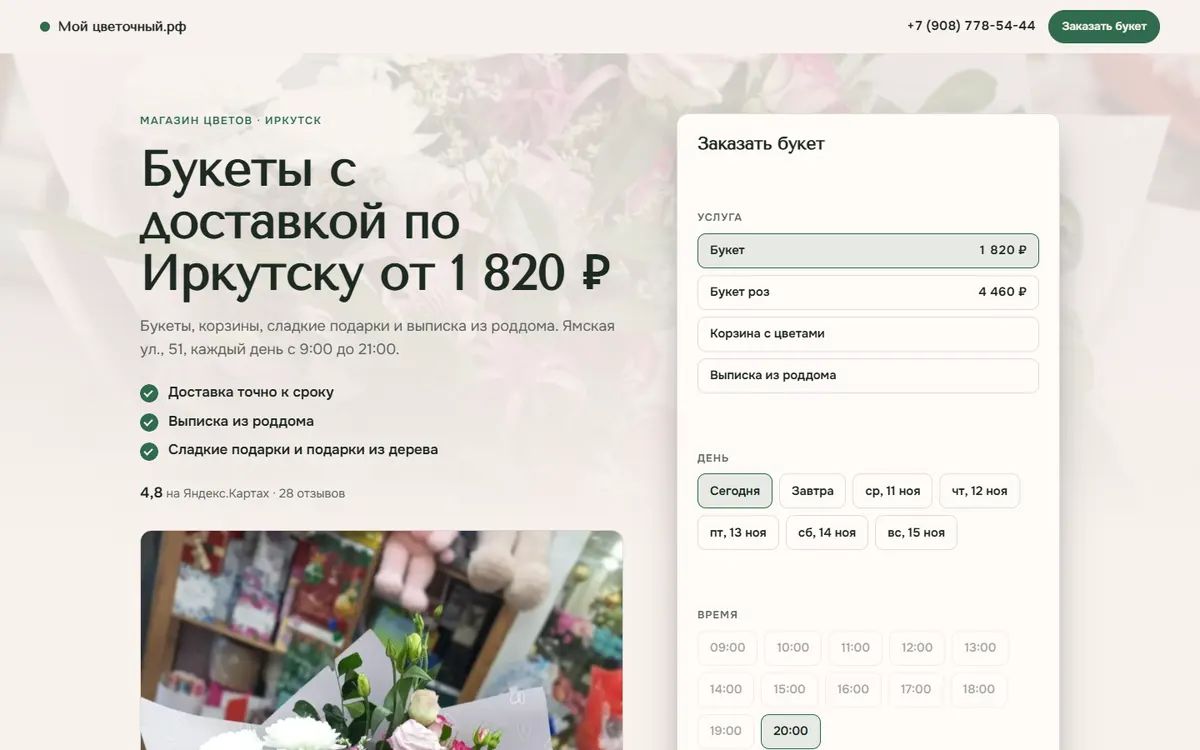 Мой цветочный.рф
+7 (908) 778-54-44
Заказать букет
МАГАЗИН ЦВЕТОВ · ИРКУТСК
Букеты с
доставкой по
Иркутску от 1 820 ₽
Букеты, корзины, сладкие подарки и выписка из роддома. Ямская
ул., 51, каждый день с 9:00 до 21:00.
Доставка точно к сроку
Выписка из роддома
Сладкие подарки и подарки из дерева
4,8 на Яндекс.Картах · 28 отзывов
Заказать букет
УСЛУГА
Букет 1 820 ₽
Букет роз 4 460 ₽
Корзина с цветами
Выписка из роддома
ДЕНЬ
Сегодня Завтра ср, 11 ноя чт, 12 ноя
пт, 13 ноя сб, 14 ноя вс, 15 ноя
ВРЕМЯ
09:00 10:00 11:00 12:00 13:00
14:00 15:00 16:00 17:00 18:00
19:00 20:00